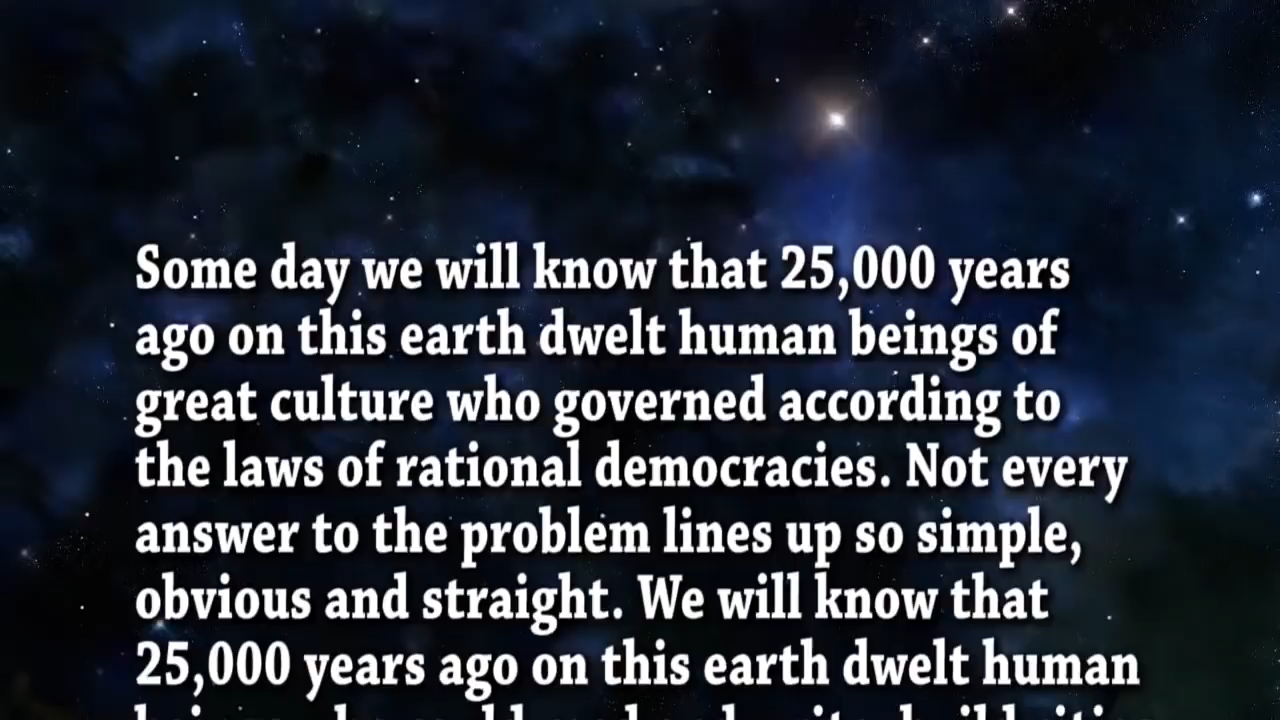 Some day we will know that 25,000 years
ago on this earth dwelt human beings of
great culture who governed according to
the laws of rational democracies. Not every
answer to the problem lines up so simple,
obvious and straight. We will know that
25,000 years ago on this earth dwelt human